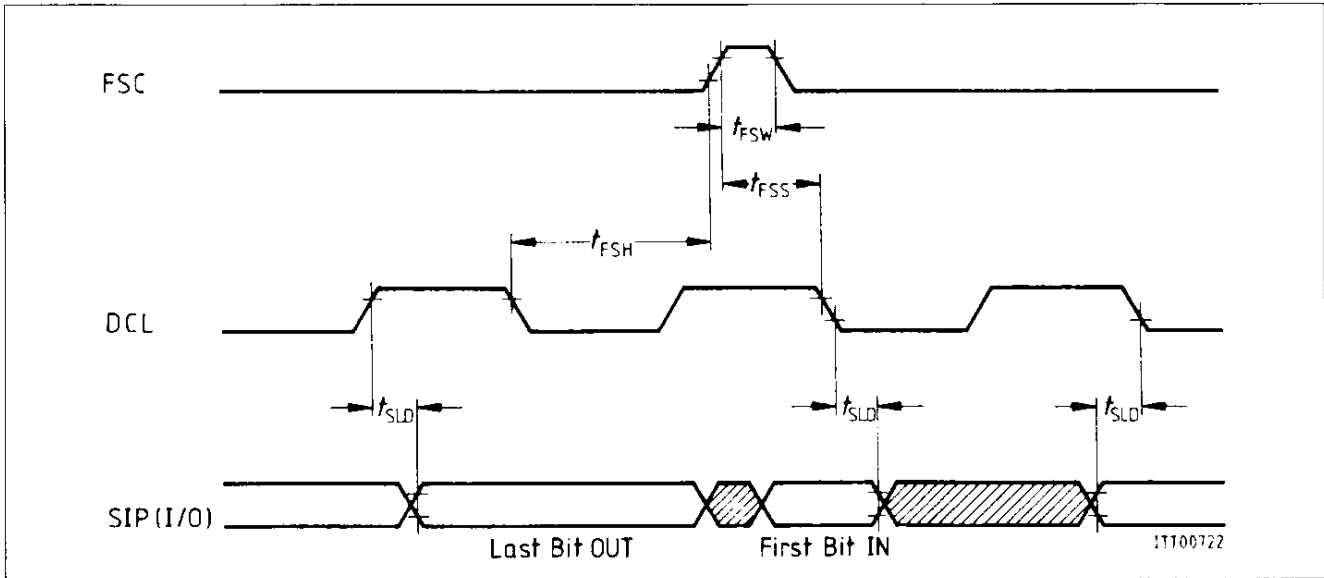 FSC
tFSW
tFSS
tFSH
DCL
tSLD
tSLD
tSLD
SIP(I/O)
Last Bit OUT
First Bit IN
ITT00722